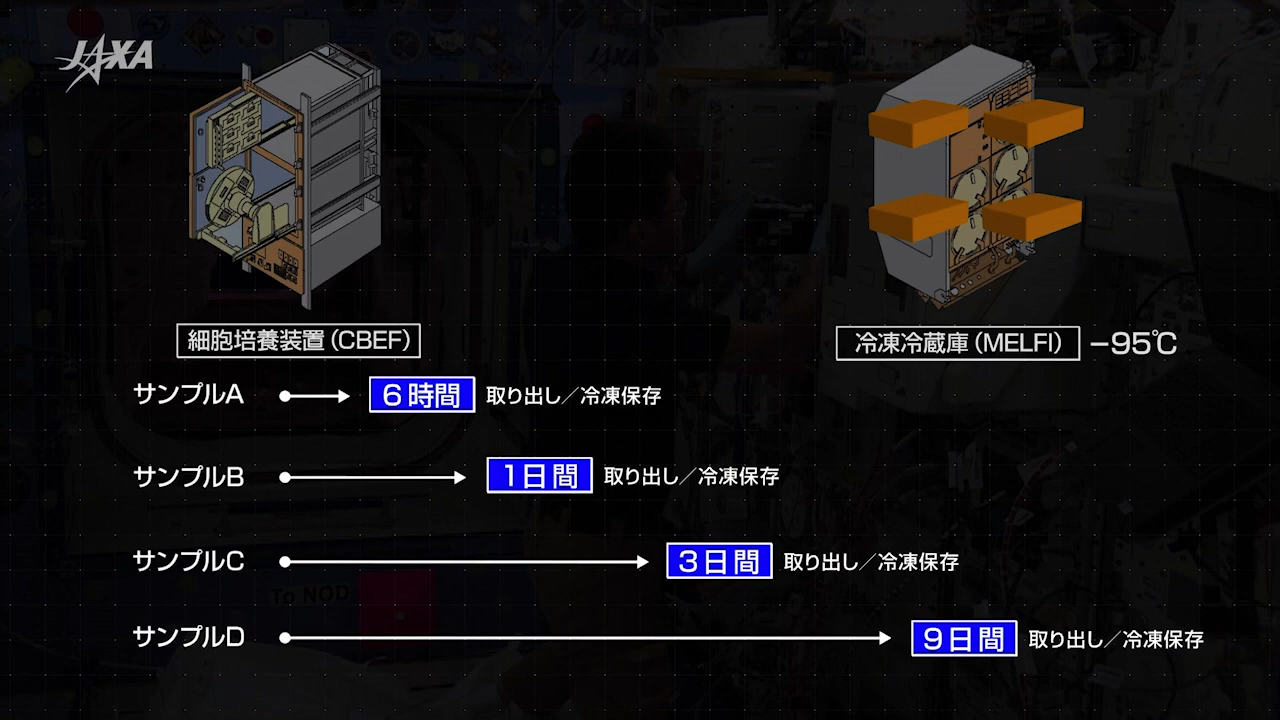 JAXA
細胞培養装置(CBEF)
冷凍冷蔵庫(MELFI) －95℃
サンプルA 6時間 取り出し／冷凍保存
サンプルB 1日間 取り出し／冷凍保存
サンプルC 3日間 取り出し／冷凍保存
To NOD
サンプルD 9日間 取り出し／冷凍保存